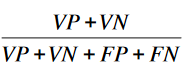 VP + VN
VP + VN + FP + FN